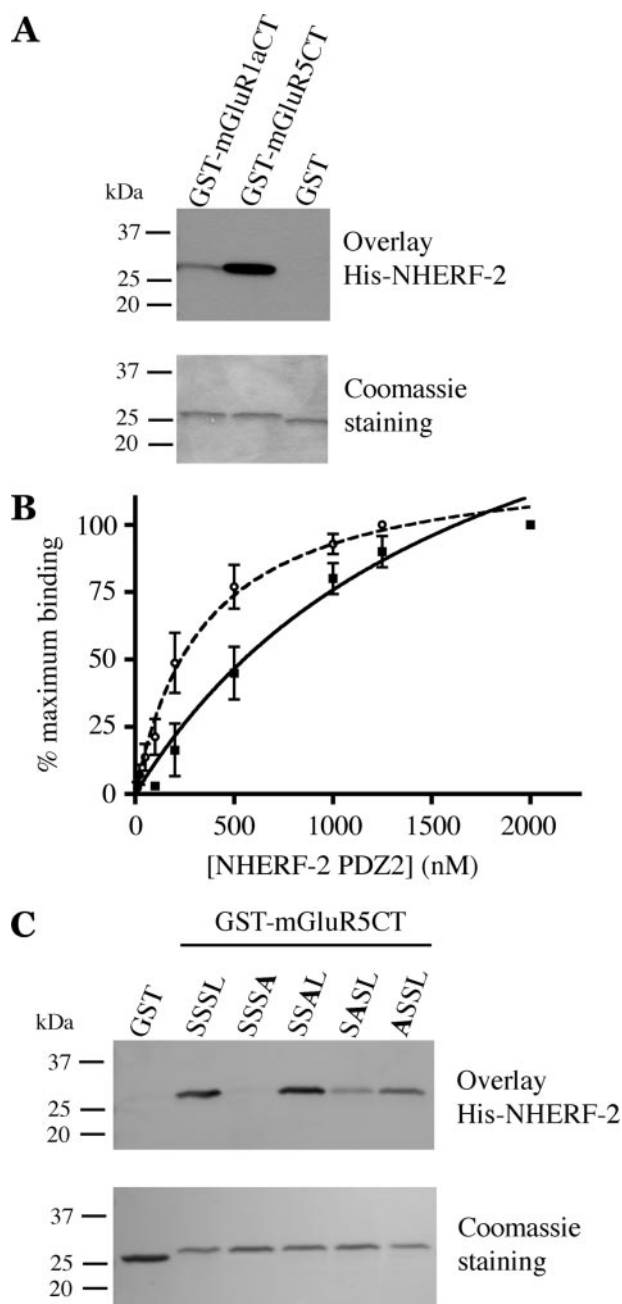 A
GST-mGluR1aCT
GST-mGluR5CT
GST
kDa
37
25
20
Overlay
His-NHERF-2
37
25
20
Coomassie
staining
B
% maximum binding
100
75
50
25
0
0 500 1000 1500 2000
[NHERF-2 PDZ2] (nM)
C
GST-mGluR5CT
GST
SSSL
SSSA
SSAL
SASL
ASSL
kDa
37
25
20
Overlay
His-NHERF-2
37
25
20
Coomassie
staining